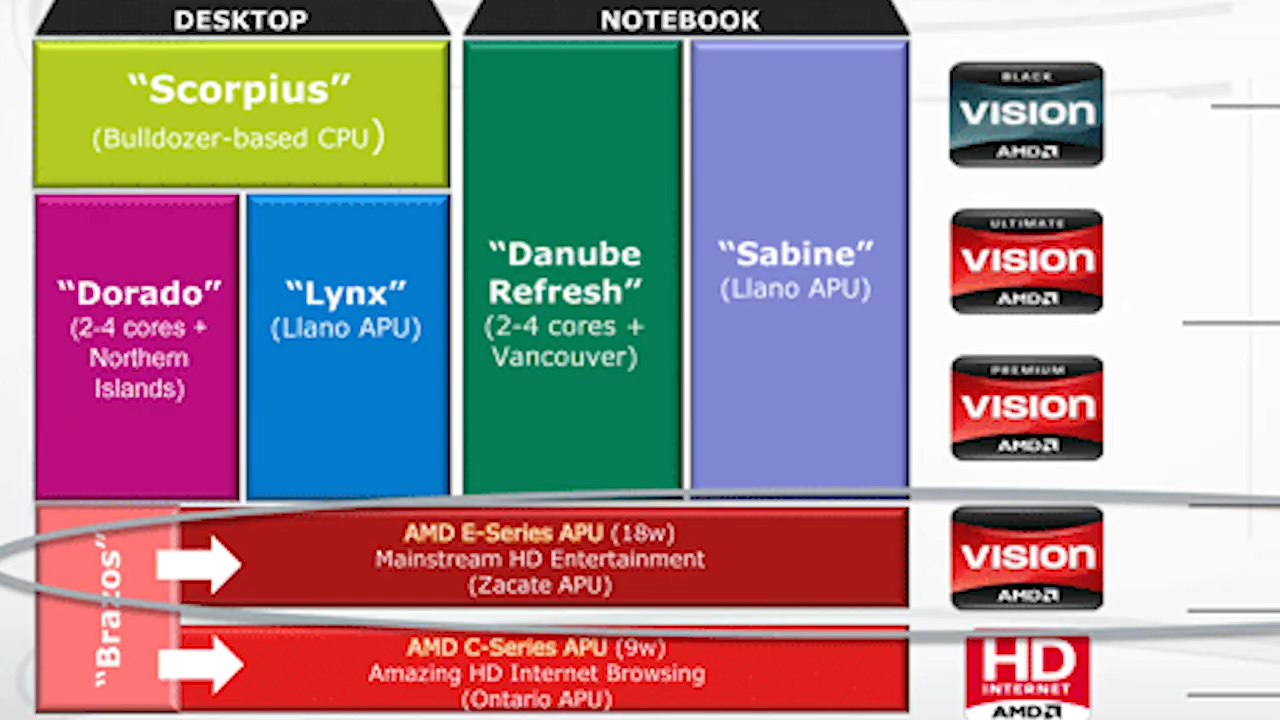 DESKTOP
NOTEBOOK
“Scorpius”
(Bulldozer-based CPU)
“Dorado”
(2-4 cores +
Northern
Islands)
“Lynx”
(Llano APU)
“Danube
Refresh”
(2-4 cores +
Vancouver)
“Sabine”
(Llano APU)
“Brazos”
AMD E-Series APU (18w)
Mainstream HD Entertainment
(Zacate APU)
AMD C-Series APU (9w)
Amazing HD Internet Browsing
(Ontario APU)
BLACK
VISION
AMD
ULTIMATE
VISION
AMD
PREMIUM
VISION
AMD
VISION
AMD
HD
INTERNET
AMD